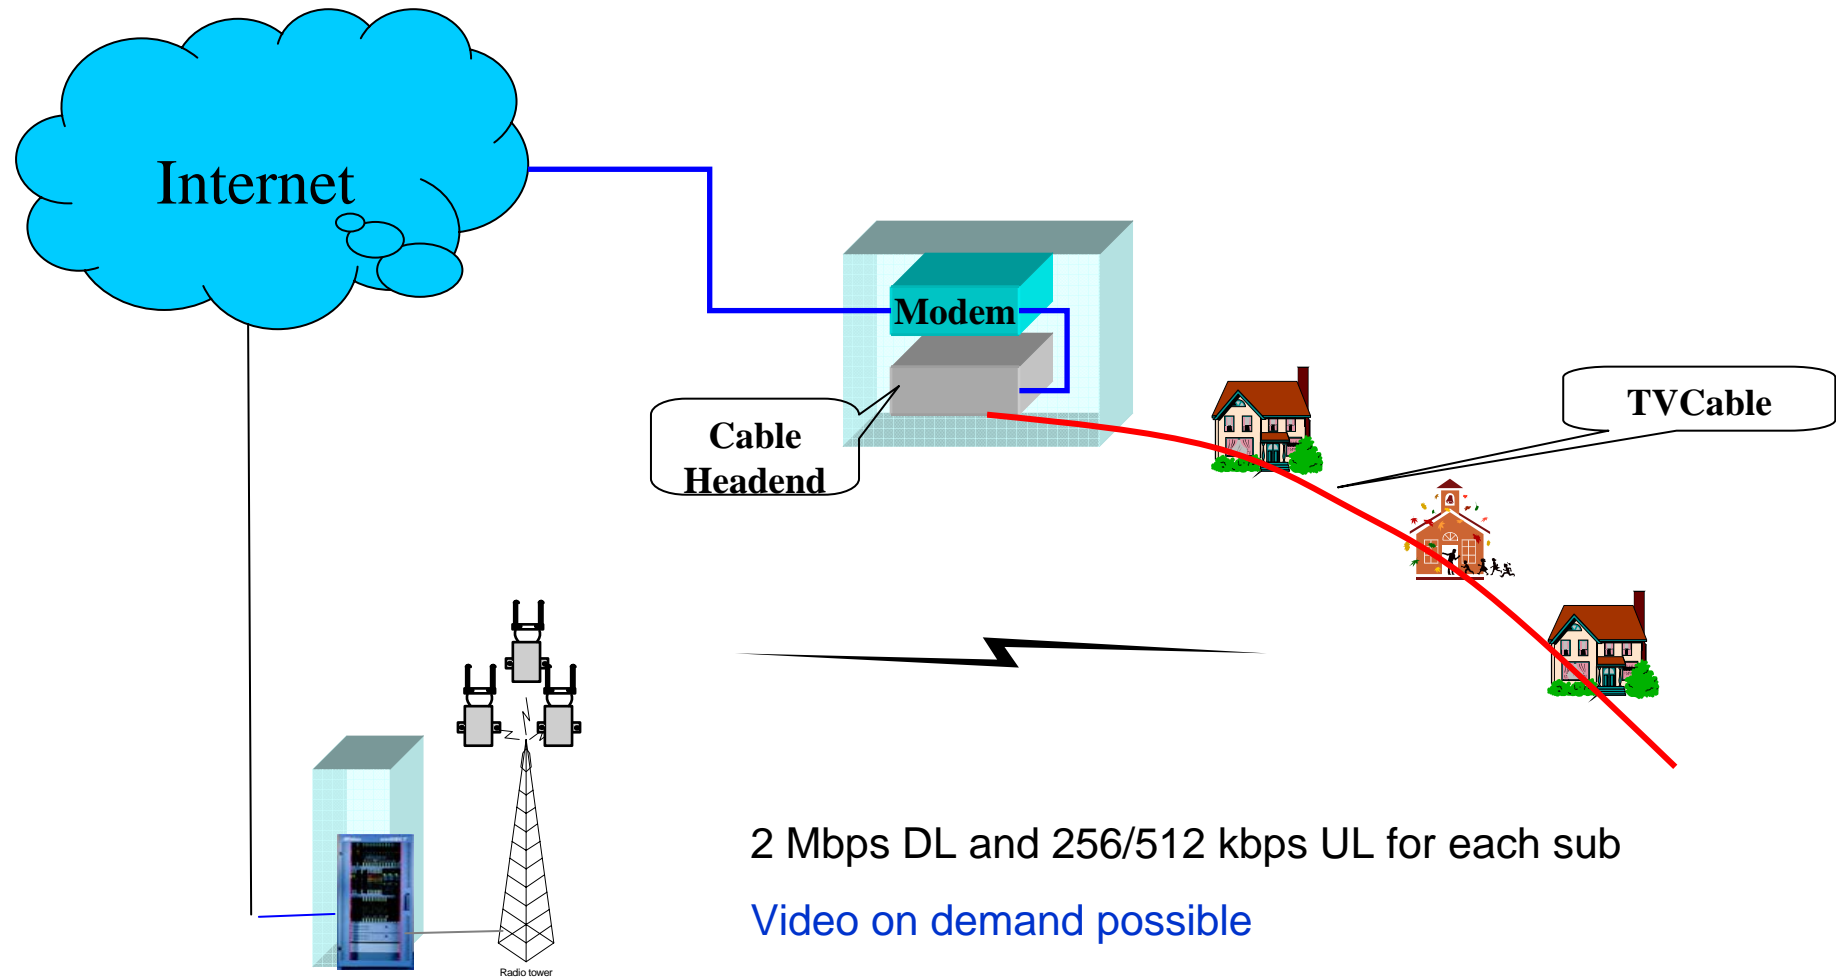 Internet
Modem
Cable
Headend
TVCable
2 Mbps DL and 256/512 kbps UL for each sub
Video on demand possible
Radio tower